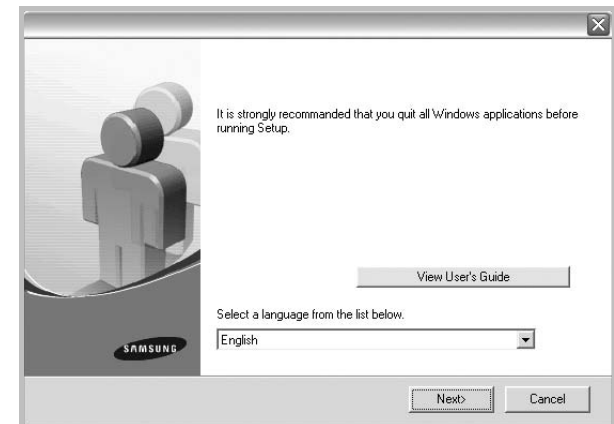 It is strongly recommanded that you quit all Windows applications before
running Setup.
View User's Guide
Select a language from the list below.
English
SAMSUNG
Next>
Cancel